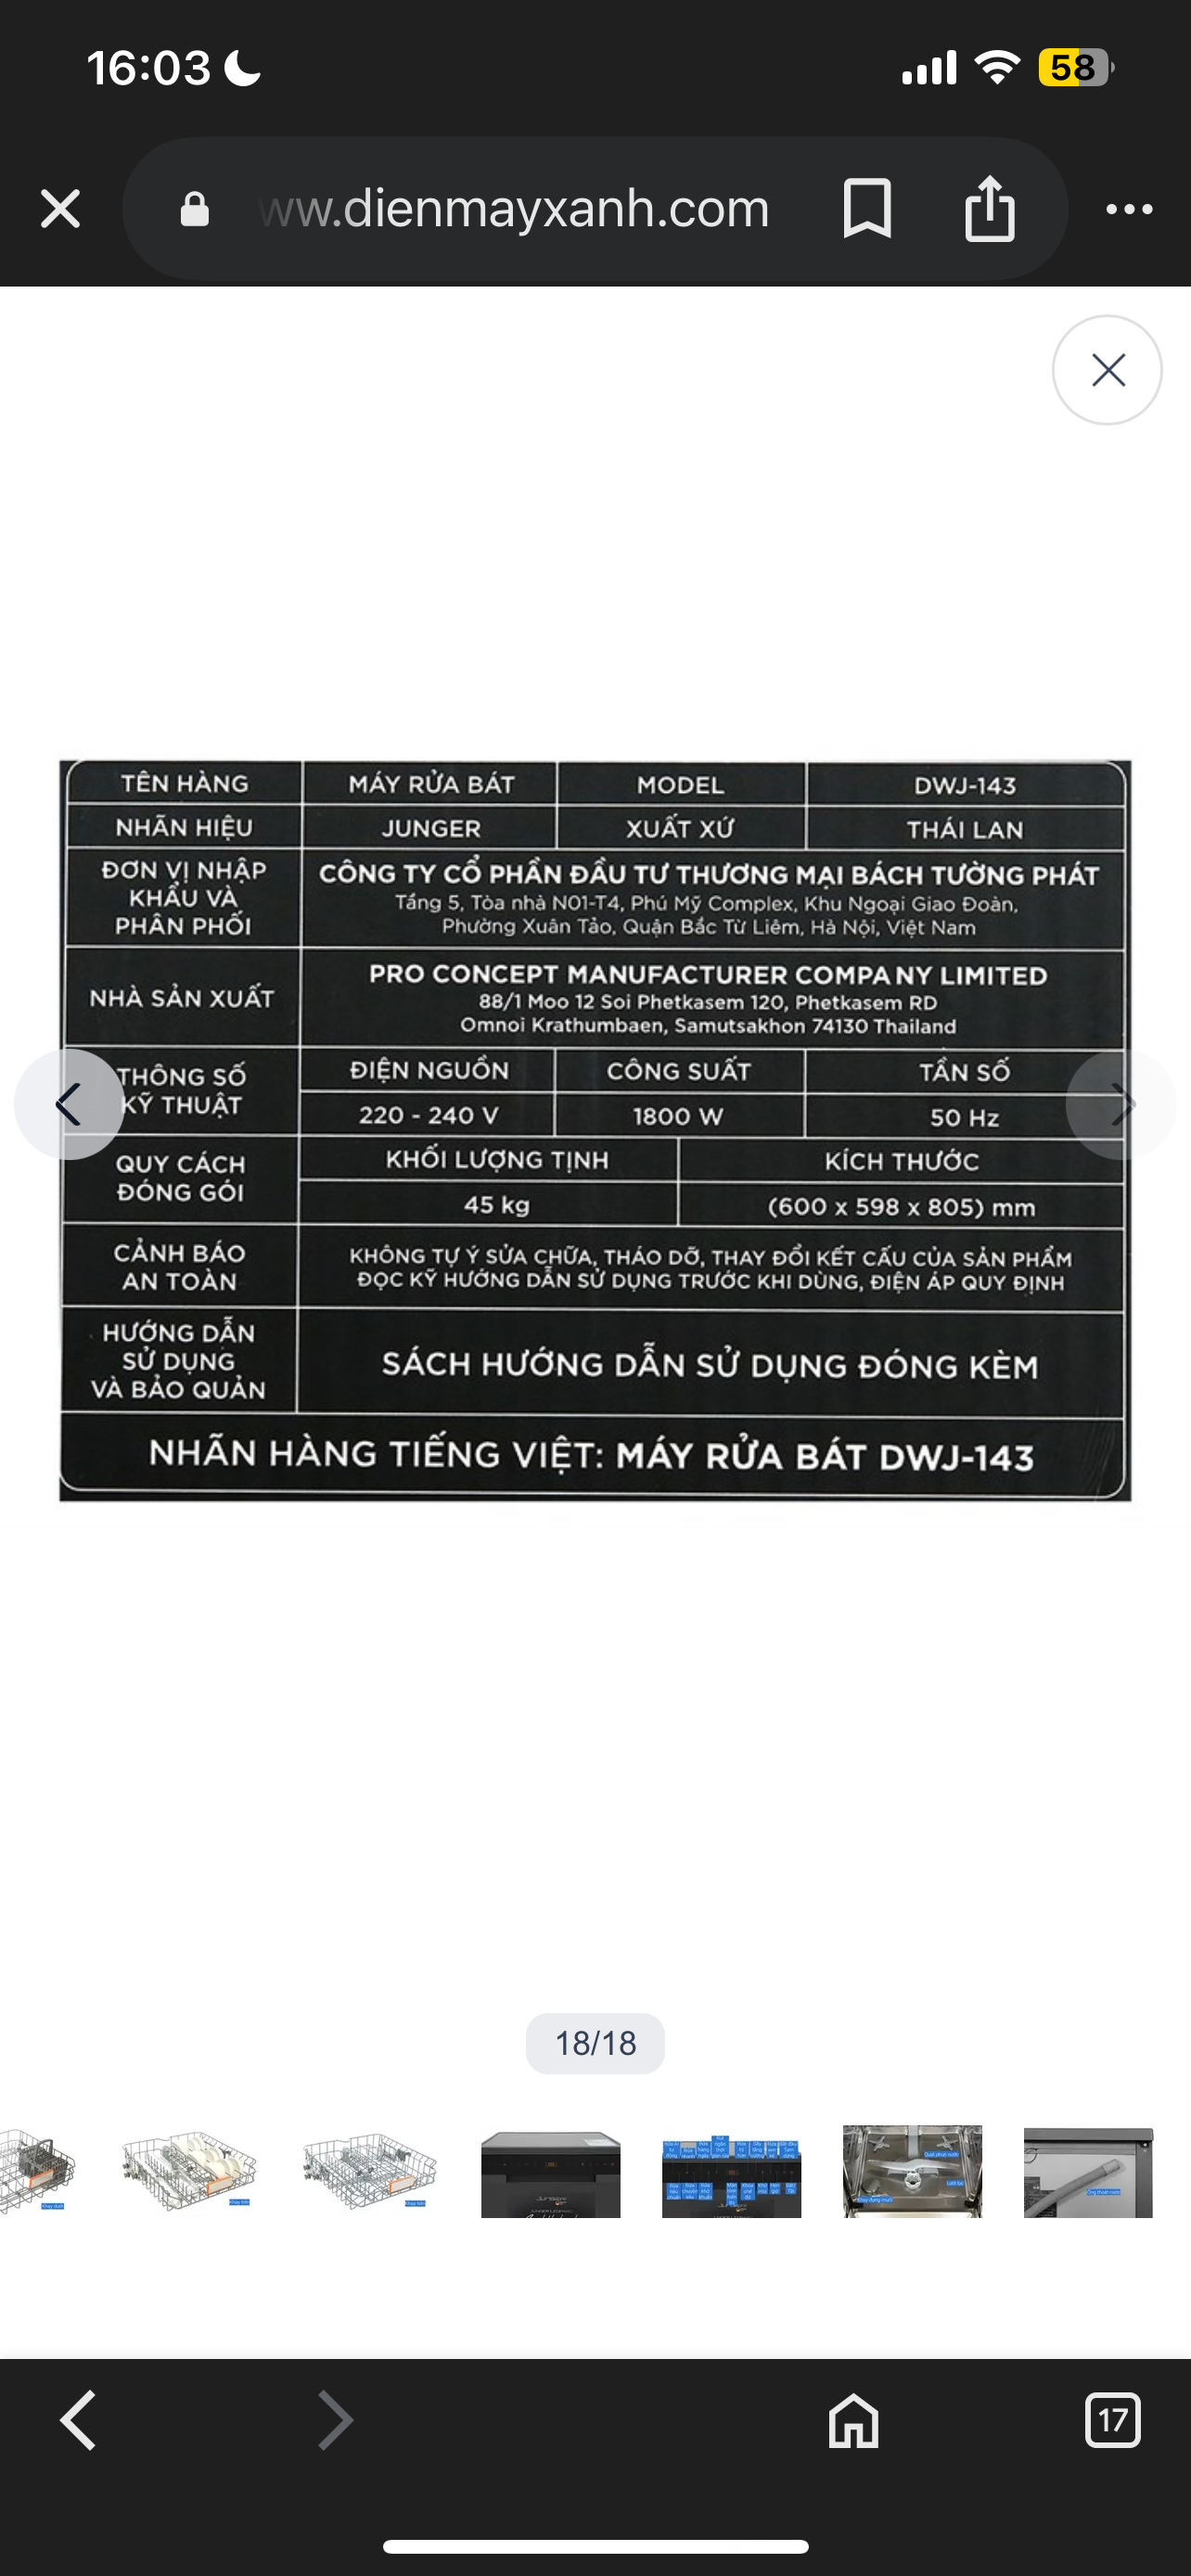 16:03
58
ww.dienmayxanh.com
TÊN HÀNG
MÁY RỬA BÁT
MODEL
DWJ-143
NHÃN HIỆU
JUNGER
XUẤT XỨ
THÁI LAN
ĐƠN VỊ NHẬP
KHẨU VÀ
PHÂN PHỐI
CÔNG TY CỔ PHẦN ĐẦU TƯ THƯƠNG MẠI BÁCH TƯỜNG PHÁT
Tầng 5, Tòa nhà N01-T4, Phú Mỹ Complex, Khu Ngoại Giao Đoàn,
Phường Xuân Tảo, Quận Bắc Từ Liêm, Hà Nội, Việt Nam
NHÀ SẢN XUẤT
PRO CONCEPT MANUFACTURER COMPANY LIMITED
88/1 Moo 12 Soi Phetkasem 120, Phetkasem RD
Omnoi Krathumbaen, Samutsakhon 74130 Thailand
THÔNG SỐ
KỸ THUẬT
ĐIỆN NGUỒN
CÔNG SUẤT
TẦN SỐ
220 - 240 V
1800 W
50 Hz
QUY CÁCH
ĐÓNG GÓI
KHỐI LƯỢNG TỊNH
KÍCH THƯỚC
45 kg
(600 x 598 x 805) mm
CẢNH BÁO
AN TOÀN
KHÔNG TỰ Ý SỬA CHỮA, THÁO DỠ, THAY ĐỔI KẾT CẤU CỦA SẢN PHẨM
ĐỌC KỸ HƯỚNG DẪN SỬ DỤNG TRƯỚC KHI DÙNG, ĐIỆN ÁP QUY ĐỊNH
HƯỚNG DẪN
SỬ DỤNG
VÀ BẢO QUẢN
SÁCH HƯỚNG DẪN SỬ DỤNG ĐÓNG KÈM
NHÃN HÀNG TIẾNG VIỆT: MÁY RỬA BÁT DWJ-143
18/18
17